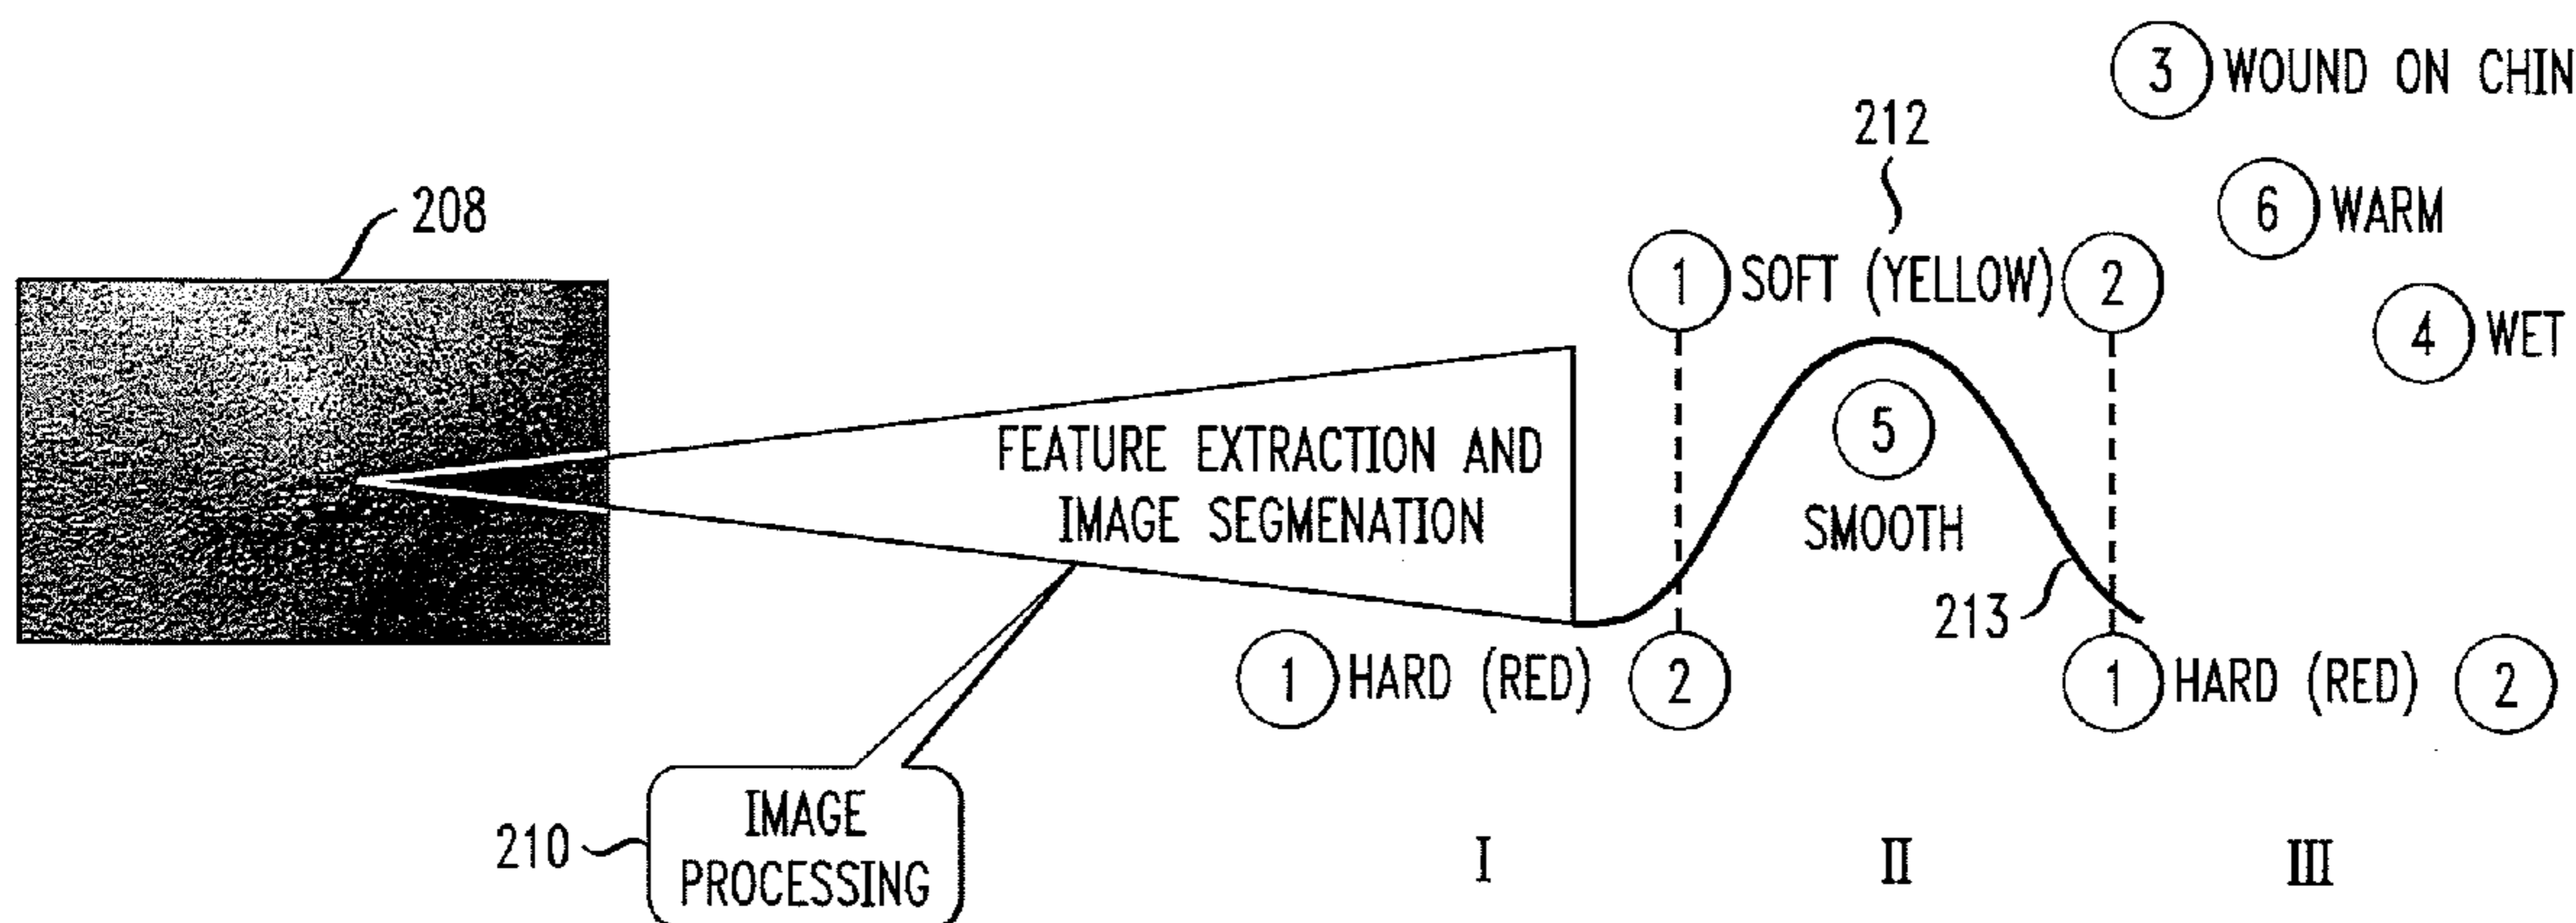 3 WOUND ON CHIN
212
6 WARM
208
1 SOFT (YELLOW) 2
4 WET
FEATURE EXTRACTION AND
IMAGE SEGMENATION
5
SMOOTH
213
1 HARD (RED) 2
1 HARD (RED) 2
210
IMAGE
PROCESSING
I II III